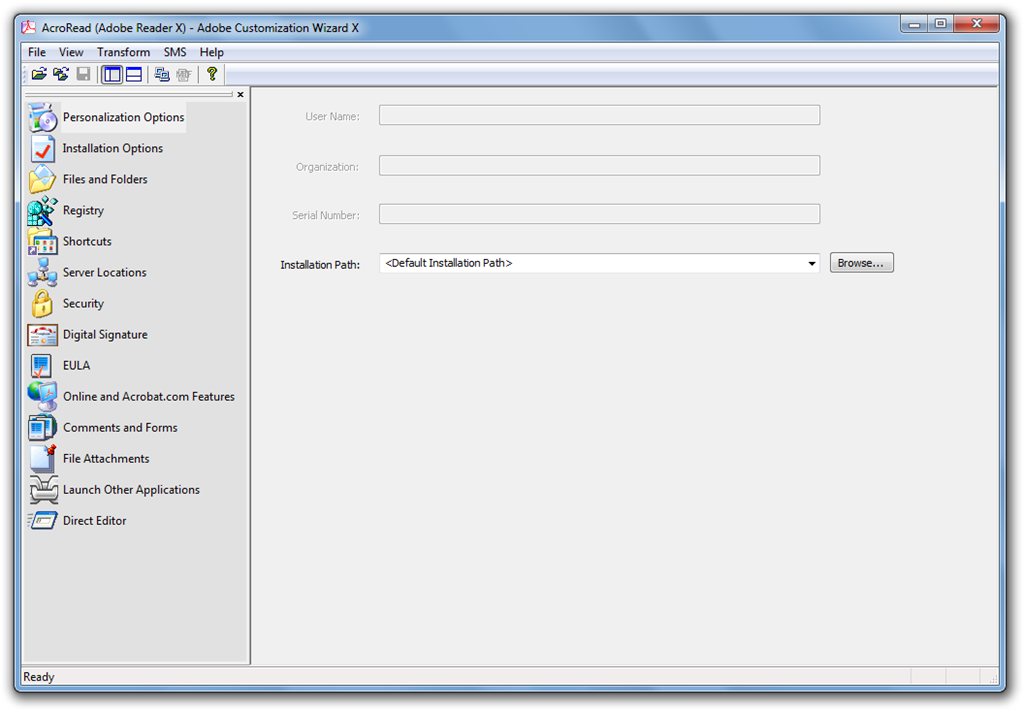 AcroRead (Adobe Reader X) - Adobe Customization Wizard X
File View Transform SMS Help
Personalization Options
Installation Options
Files and Folders
Registry
Shortcuts
Server Locations
Security
Digital Signature
EULA
Online and Acrobat.com Features
Comments and Forms
File Attachments
Launch Other Applications
Direct Editor
User Name:
Organization:
Serial Number:
Installation Path: <Default Installation Path> Browse...
Ready